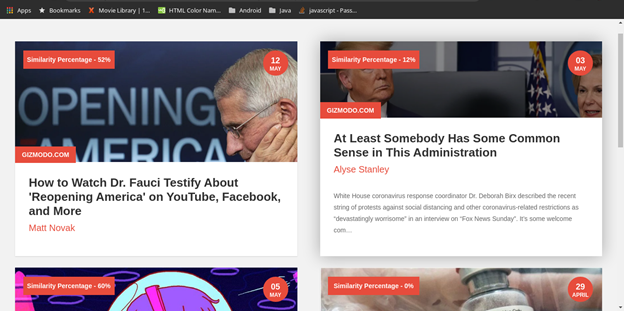 Apps Bookmarks Movie Library | 1... HTML Color Nam... Android Java javascript - Pass...
Similarity Percentage - 52%
12
MAY
OPENING
AMERICA
GIZMODO.COM
How to Watch Dr. Fauci Testify About
'Reopening America' on YouTube, Facebook,
and More
Matt Novak
Similarity Percentage - 12%
03
MAY
GIZMODO.COM
At Least Somebody Has Some Common
Sense in This Administration
Alyse Stanley
White House coronavirus response coordinator Dr. Deborah Birx described the recent
string of protests against social distancing and other coronavirus-related restrictions as
“devastatingly worrisome” in an interview on “Fox News Sunday”. It’s some welcome
com…
Similarity Percentage - 60%
05
MAY
Similarity Percentage - 0%
29
APRIL